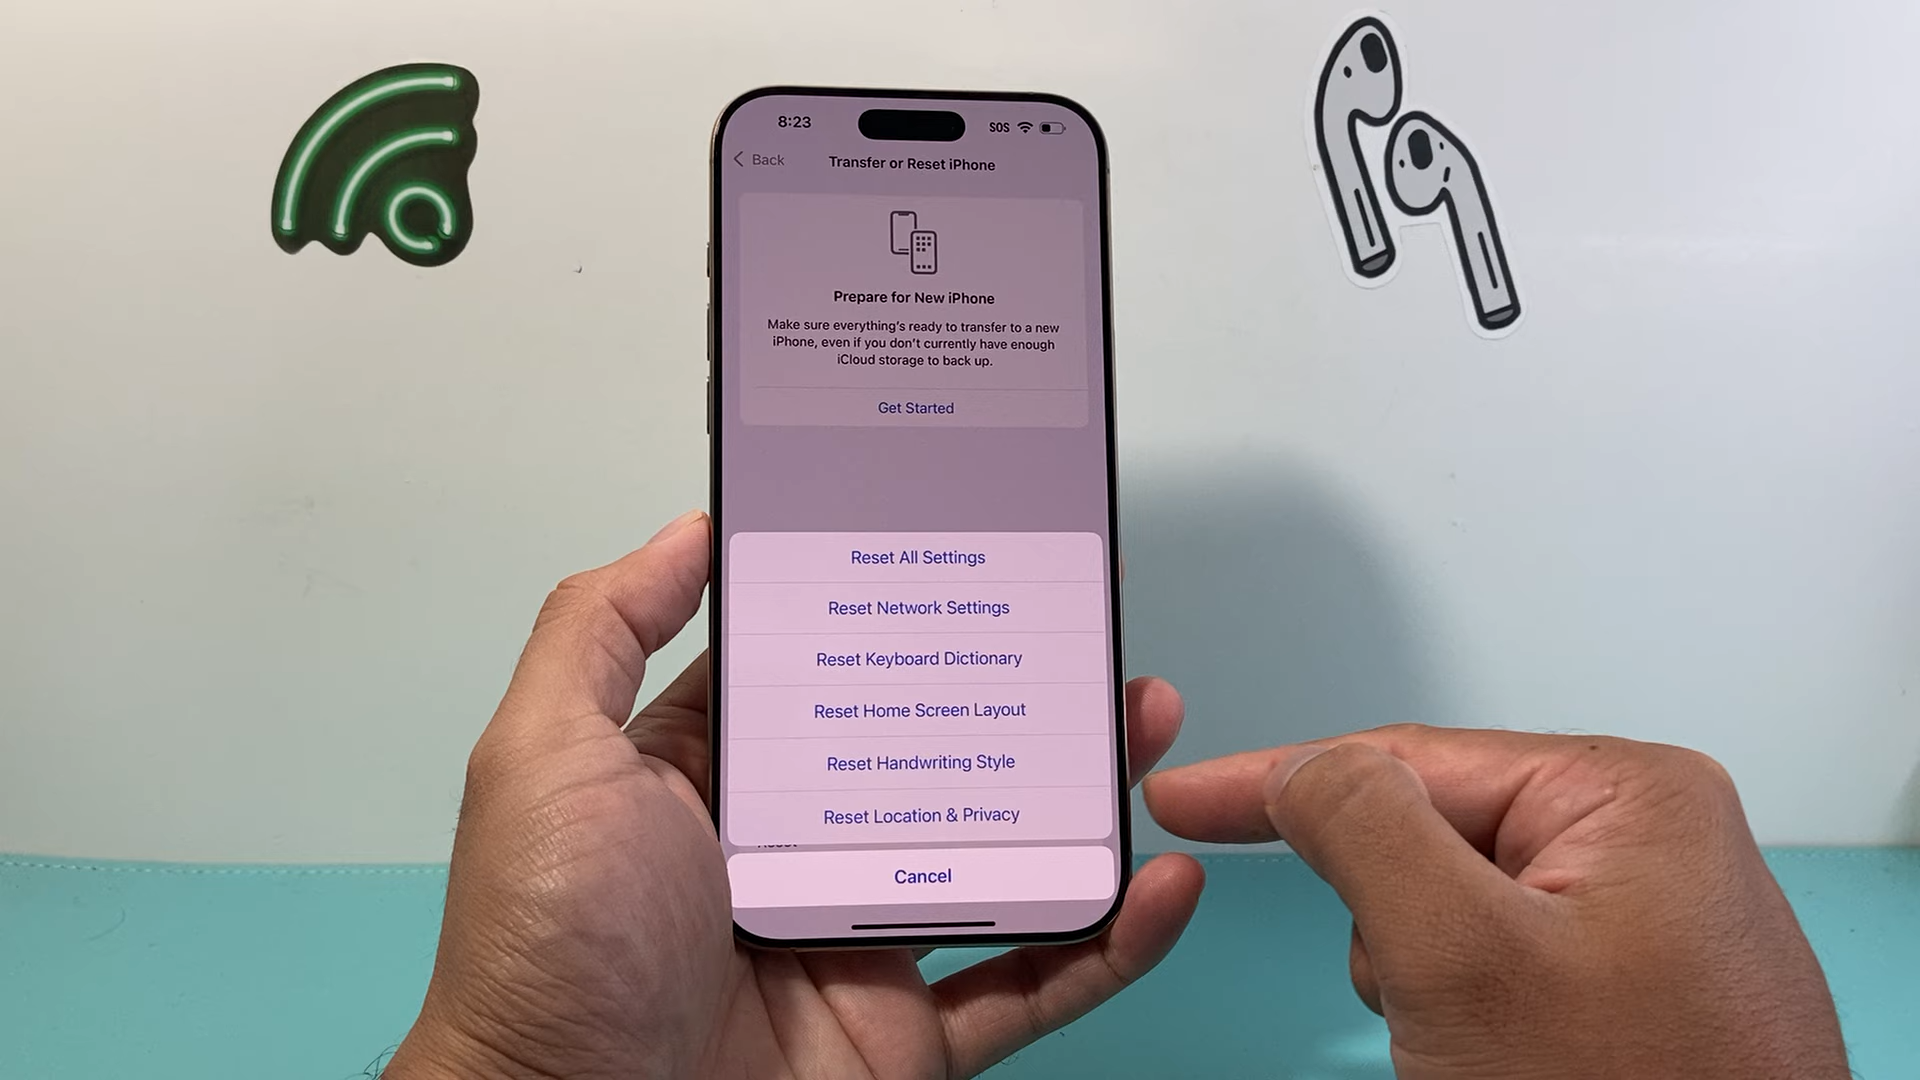 8:23
SOS
Back
Transfer or Reset iPhone
Prepare for New iPhone
Make sure everything's ready to transfer to a new
iPhone, even if you don't currently have enough
iCloud storage to back up.
Get Started
Reset All Settings
Reset Network Settings
Reset Keyboard Dictionary
Reset Home Screen Layout
Reset Handwriting Style
Reset Location & Privacy
Reset
Cancel